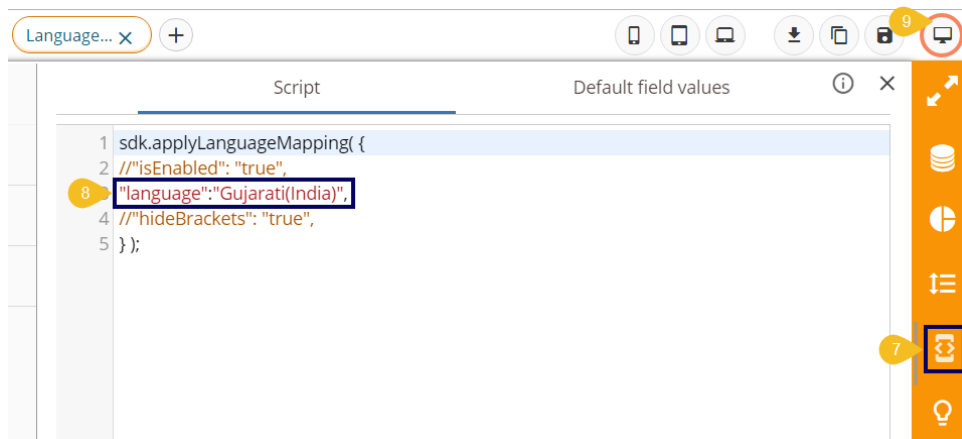 Language...
9
Script
Default field values
1 sdk.applyLanguageMapping( {
2 //"isEnabled": "true",
8
3 "language":"Gujarati(India)",
4 //"hideBrackets": "true",
5 } );
7